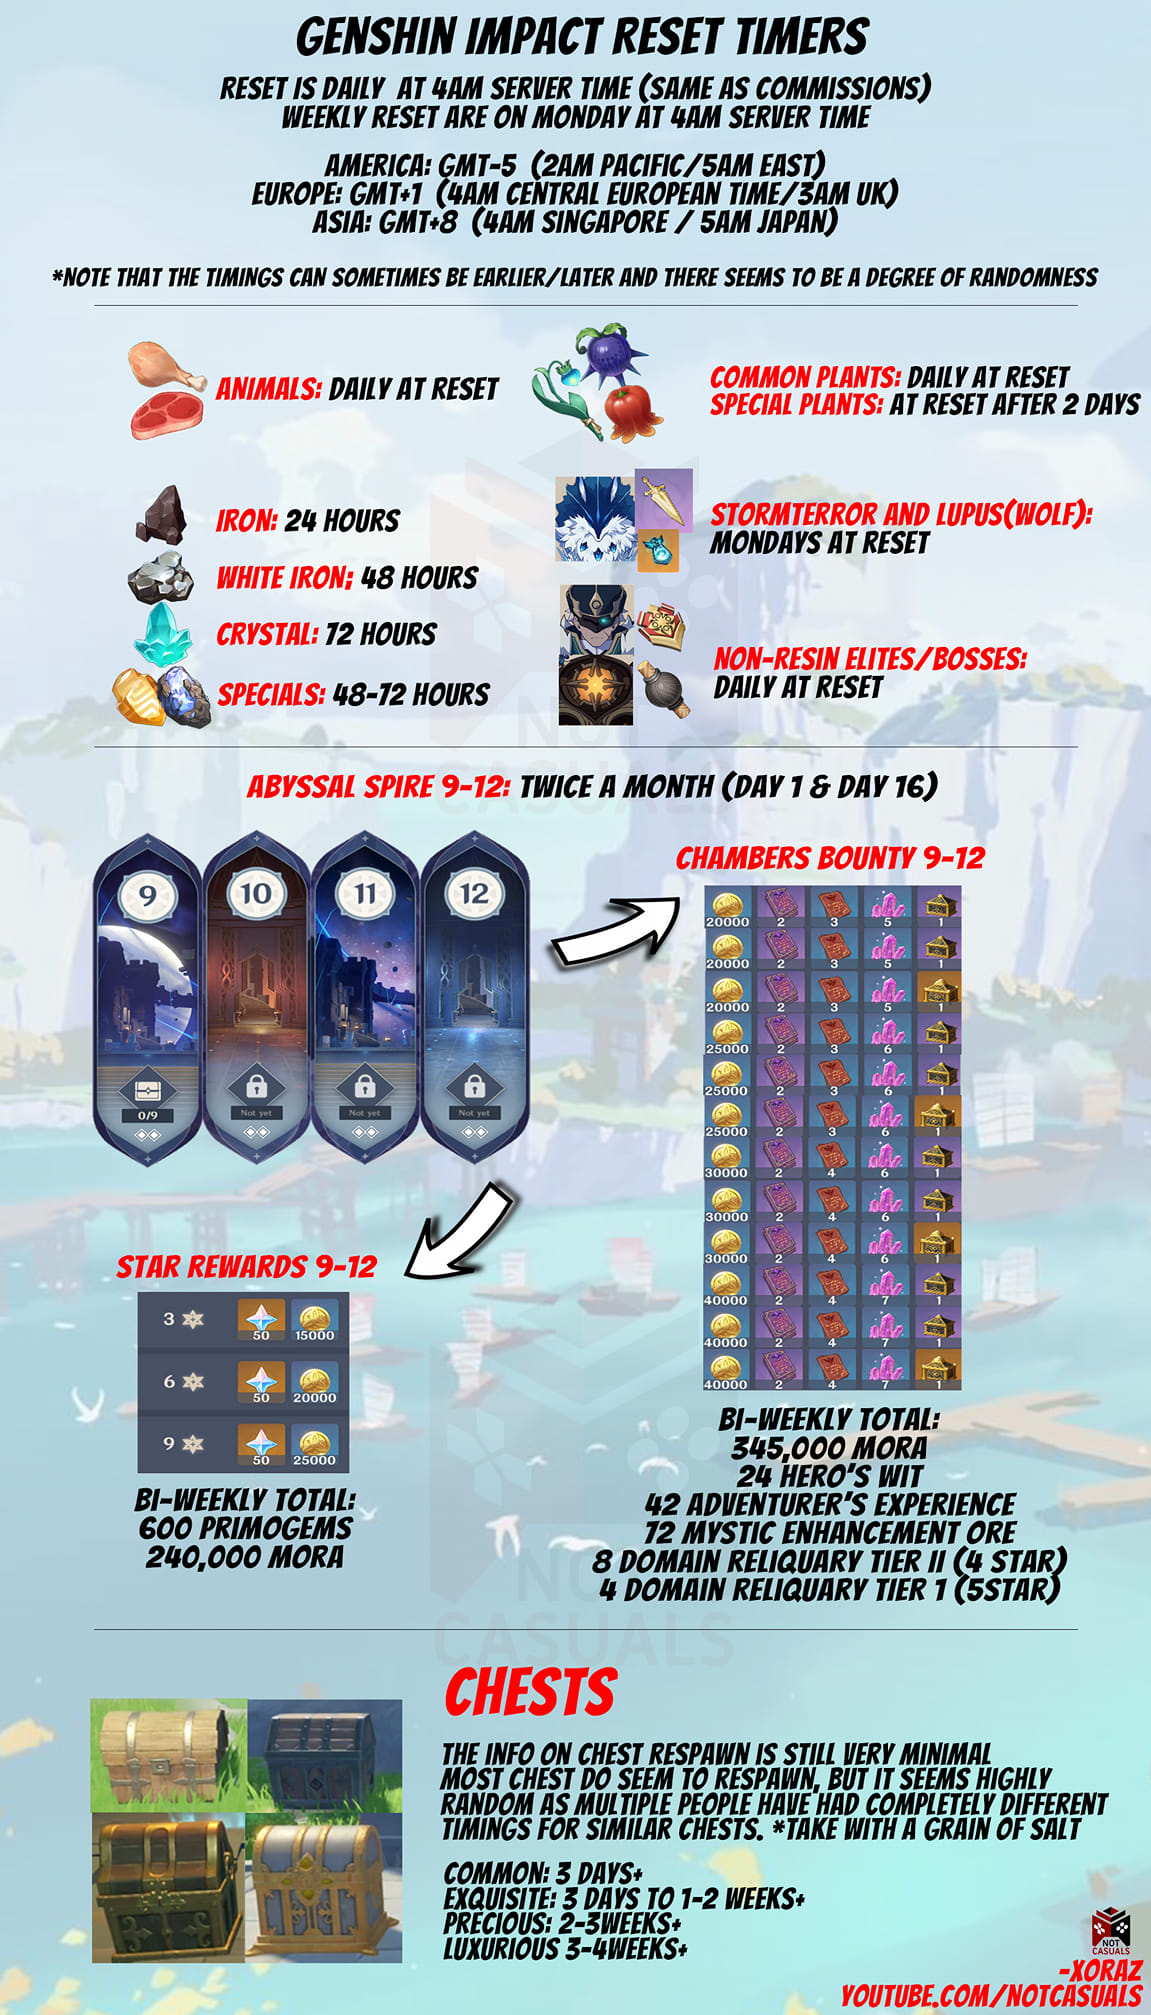 GENSHIN IMPACT RESET TIMERS
RESET IS DAILY AT 4AM SERVER TIME (SAME AS COMMISSIONS)
WEEKLY RESET ARE ON MONDAY AT 4AM SERVER TIME
AMERICA: GMT-5 (2AM PACIFIC/5AM EAST)
EUROPE: GMT+1 (4AM CENTRAL EUROPEAN TIME/3AM UK)
ASIA: GMT+8 (4AM SINGAPORE / 5AM JAPAN)
*NOTE THAT THE TIMINGS CAN SOMETIMES BE EARLIER/LATER AND THERE SEEMS TO BE A DEGREE OF RANDOMNESS
ANIMALS: DAILY AT RESET
COMMON PLANTS: DAILY AT RESET
SPECIAL PLANTS: AT RESET AFTER 2 DAYS
IRON: 24 HOURS
WHITE IRON: 48 HOURS
CRYSTAL: 72 HOURS
SPECIALS: 48-72 HOURS
STORMTERROR AND LUPUS(WOLF):
MONDAYS AT RESET
NON-RESIN ELITES/BOSSES:
DAILY AT RESET
NOT
CASUALS
ABYSSAL SPIRE 9-12: TWICE A MONTH (DAY 1 & DAY 16)
9 10 11 12
0/9 Not yet Not yet Not yet
CHAMBERS BOUNTY 9-12
20000 2 3 5 1
20000 2 3 5 1
20000 2 3 5 1
25000 2 3 6 1
25000 2 3 6 1
25000 2 3 6 1
30000 2 4 6 1
30000 2 4 6 1
30000 2 4 6 1
40000 2 4 7 1
40000 2 4 7 1
40000 2 4 7 1
STAR REWARDS 9-12
3 50 15000
6 50 20000
9 50 25000
BI-WEEKLY TOTAL:
600 PRIMOGEMS
240,000 MORA
BI-WEEKLY TOTAL:
345,000 MORA
24 HERO'S WIT
42 ADVENTURER'S EXPERIENCE
72 MYSTIC ENHANCEMENT ORE
8 DOMAIN RELIQUARY TIER II (4 STAR)
4 DOMAIN RELIQUARY TIER 1 (5STAR)
NOT
CASUALS
CHESTS
THE INFO ON CHEST RESPAWN IS STILL VERY MINIMAL
MOST CHEST DO SEEM TO RESPAWN, BUT IT SEEMS HIGHLY
RANDOM AS MULTIPLE PEOPLE HAVE HAD COMPLETELY DIFFERENT
TIMINGS FOR SIMILAR CHESTS. *TAKE WITH A GRAIN OF SALT
COMMON: 3 DAYS+
EXQUISITE: 3 DAYS TO 1-2 WEEKS+
PRECIOUS: 2-3WEEKS+
LUXURIOUS 3-4WEEKS+
NOT
CASUALS
-XORAZ
YOUTUBE.COM/NOTCASUALS